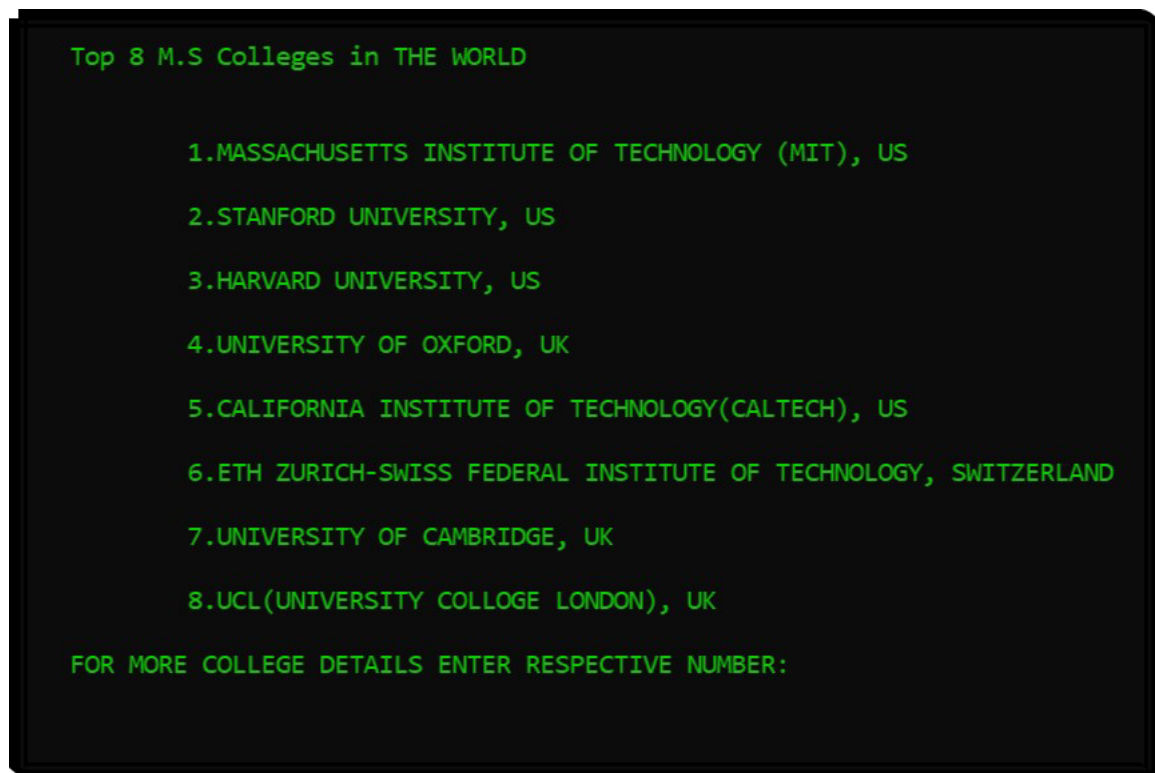 Top 8 M.S Colleges in THE WORLD
1.MASSACHUSETTS INSTITUTE OF TECHNOLOGY (MIT), US
2.STANFORD UNIVERSITY, US
3.HARVARD UNIVERSITY, US
4.UNIVERSITY OF OXFORD, UK
5.CALIFORNIA INSTITUTE OF TECHNOLOGY(CALTECH), US
6.ETH ZURICH-SWISS FEDERAL INSTITUTE OF TECHNOLOGY, SWITZERLAND
7.UNIVERSITY OF CAMBRIDGE, UK
8.UCL(UNIVERSITY COLLOGE LONDON), UK
FOR MORE COLLEGE DETAILS ENTER RESPECTIVE NUMBER: